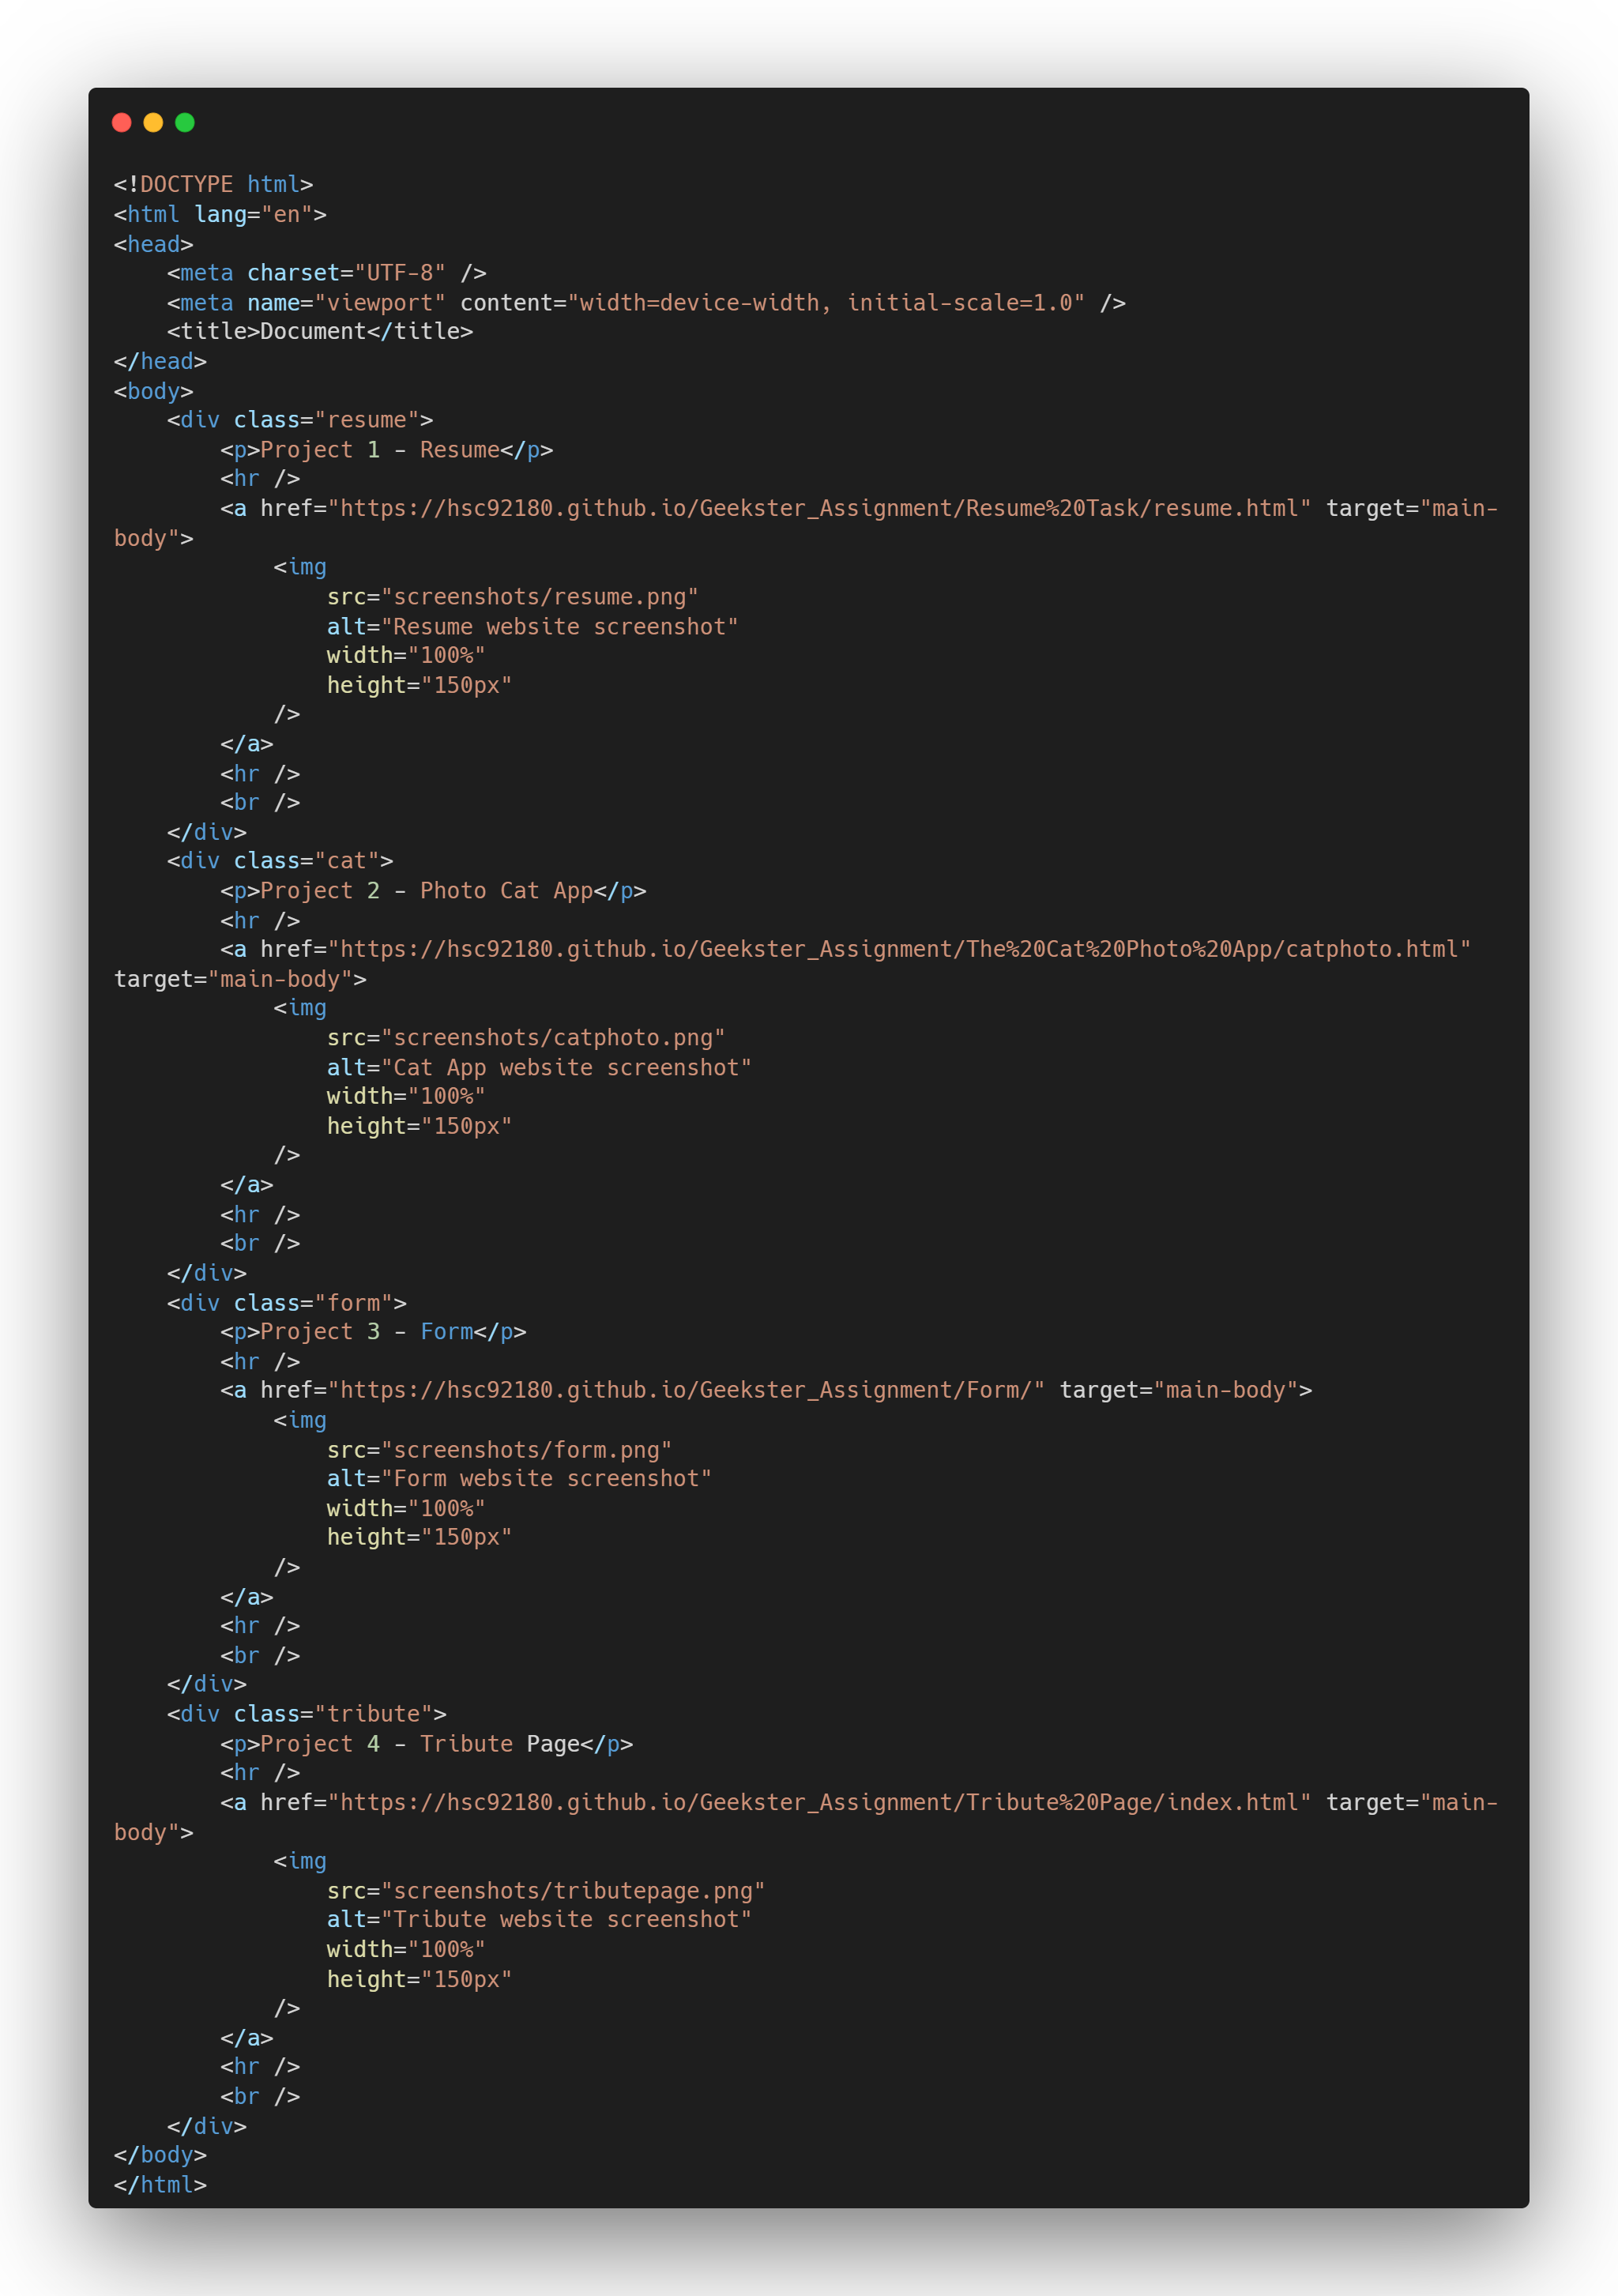 <!DOCTYPE html>
<html lang="en">
<head>
    <meta charset="UTF-8" />
    <meta name="viewport" content="width=device-width, initial-scale=1.0" />
    <title>Document</title>
</head>
<body>
    <div class="resume">
        <p>Project 1 - Resume</p>
        <hr />
        <a href="https://hsc92180.github.io/Geekster_Assignment/Resume%20Task/resume.html" target="main-
body">
            <img
                src="screenshots/resume.png"
                alt="Resume website screenshot"
                width="100%"
                height="150px"
            />
        </a>
        <hr />
        <br />
    </div>
    <div class="cat">
        <p>Project 2 - Photo Cat App</p>
        <hr />
        <a href="https://hsc92180.github.io/Geekster_Assignment/The%20Cat%20Photo%20App/catphoto.html"
target="main-body">
            <img
                src="screenshots/catphoto.png"
                alt="Cat App website screenshot"
                width="100%"
                height="150px"
            />
        </a>
        <hr />
        <br />
    </div>
    <div class="form">
        <p>Project 3 - Form</p>
        <hr />
        <a href="https://hsc92180.github.io/Geekster_Assignment/Form/" target="main-body">
            <img
                src="screenshots/form.png"
                alt="Form website screenshot"
                width="100%"
                height="150px"
            />
        </a>
        <hr />
        <br />
    </div>
    <div class="tribute">
        <p>Project 4 - Tribute Page</p>
        <hr />
        <a href="https://hsc92180.github.io/Geekster_Assignment/Tribute%20Page/index.html" target="main-
body">
            <img
                src="screenshots/tributepage.png"
                alt="Tribute website screenshot"
                width="100%"
                height="150px"
            />
        </a>
        <hr />
        <br />
    </div>
</body>
</html>